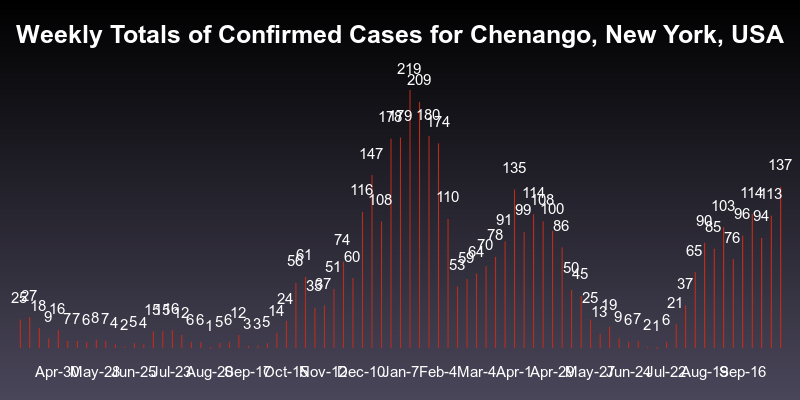 Weekly Totals of Confirmed Cases for Chenango, New York, USA
27 18 9 16 7 7 6 8 7 4 2 5 4 15 15 16 12 6 6 1 5 6 12 3 3 5 14 24 56 61 37 51 74 60 116 147 108 178 179 219 209 180 174 110 53 59 64 70 78 91 135 99 114 108 100 86 50 45 25 13 19 9 6 7 2 1 6 21 37 65 90 85 103 76 96 114 94 113 137
Apr-30 May-28 Jun-25 Jul-23 Aug-20 Sep-17 Oct-15 Nov-12 Dec-10 Jan-7 Feb-4 Mar-4 Apr-1 Apr-29 May-27 Jun-24 Jul-22 Aug-19 Sep-16